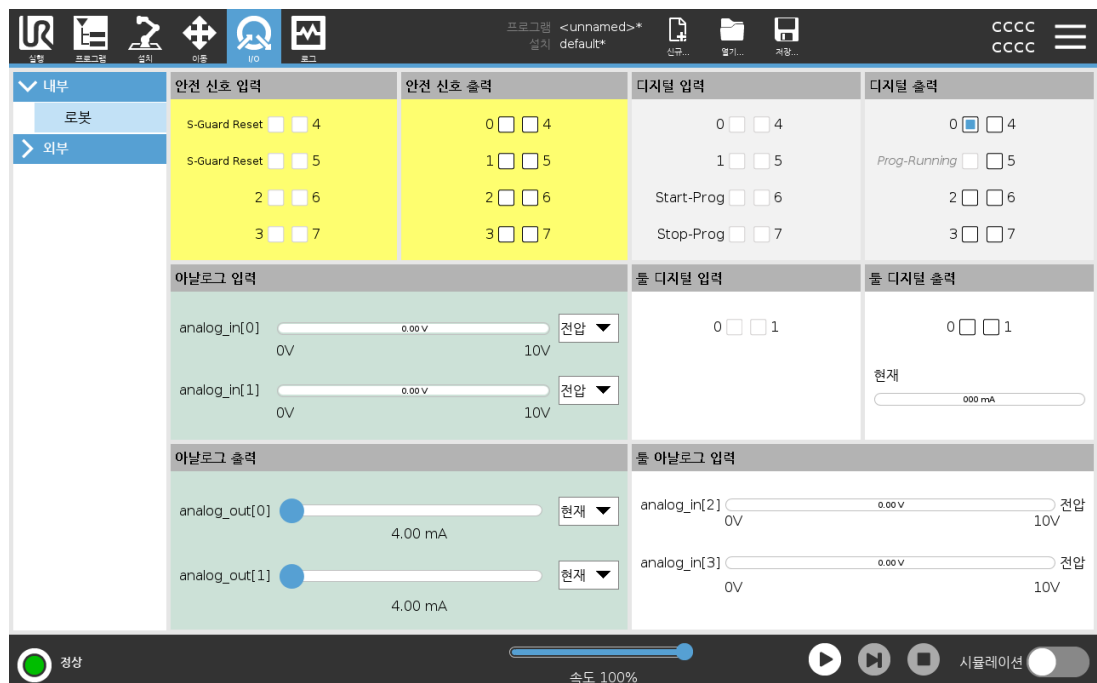 프로그램 <unnamed>*
설치 default*
UR
실행 프로그램 설치 이동 I/O 로그 신규... 열기... 저장...
CCCC
CCCC
내부
로봇
외부
안전 신호 입력
S-Guard Reset 4
S-Guard Reset 5
2 6
3 7
안전 신호 출력
0 4
1 5
2 6
3 7
디지털 입력
0 4
1 5
Start-Prog 6
Stop-Prog 7
디지털 출력
0 4
Prog-Running 5
2 6
3 7
아날로그 입력
analog_in[0] 0.00 V 전압
0V 10V
analog_in[1] 0.00 V 전압
0V 10V
툴 디지털 입력
0 1
툴 디지털 출력
0 1
현재
000 mA
아날로그 출력
analog_out[0] 현재
4.00 mA
analog_out[1] 현재
4.00 mA
툴 아날로그 입력
analog_in[2] 0.00 V 전압
0V 10V
analog_in[3] 0.00 V 전압
0V 10V
정상
속도 100%
시뮬레이션